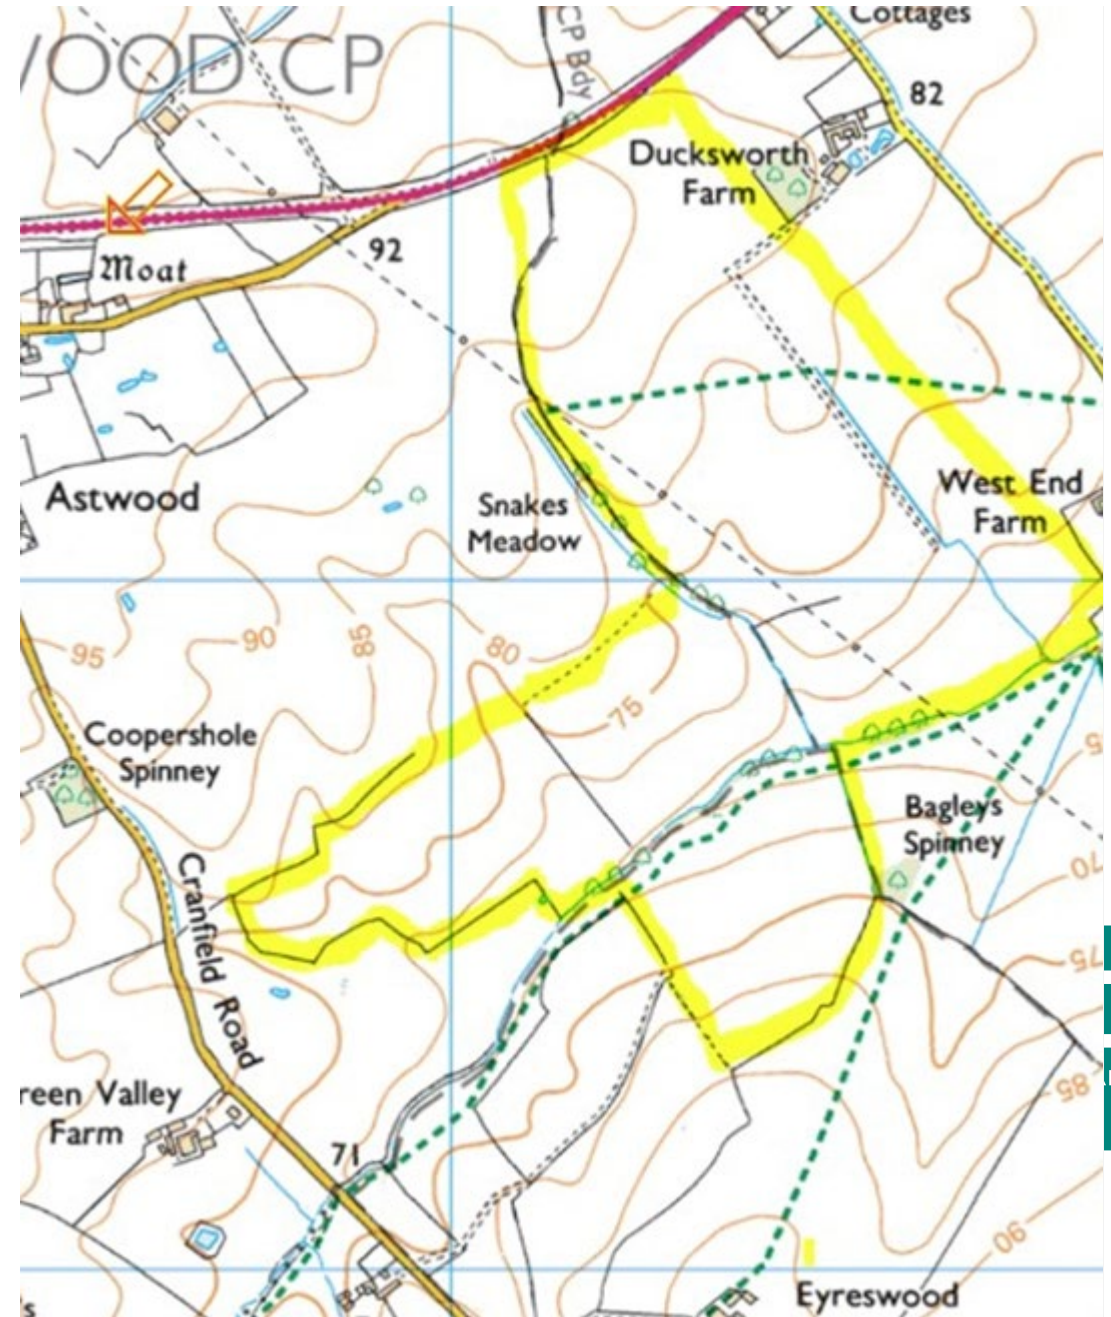 Cottages
WOOD CP
CP Bdy
82
Ducksworth
Farm
92
Moat
West End
Farm
Astwood
Snakes
Meadow
95
90
85
80
75
Coopershole
Spinney
Bagleys
Spinney
70
75
Cranfield Road
85
reen Valley
Farm
71
90
Eyreswood
s